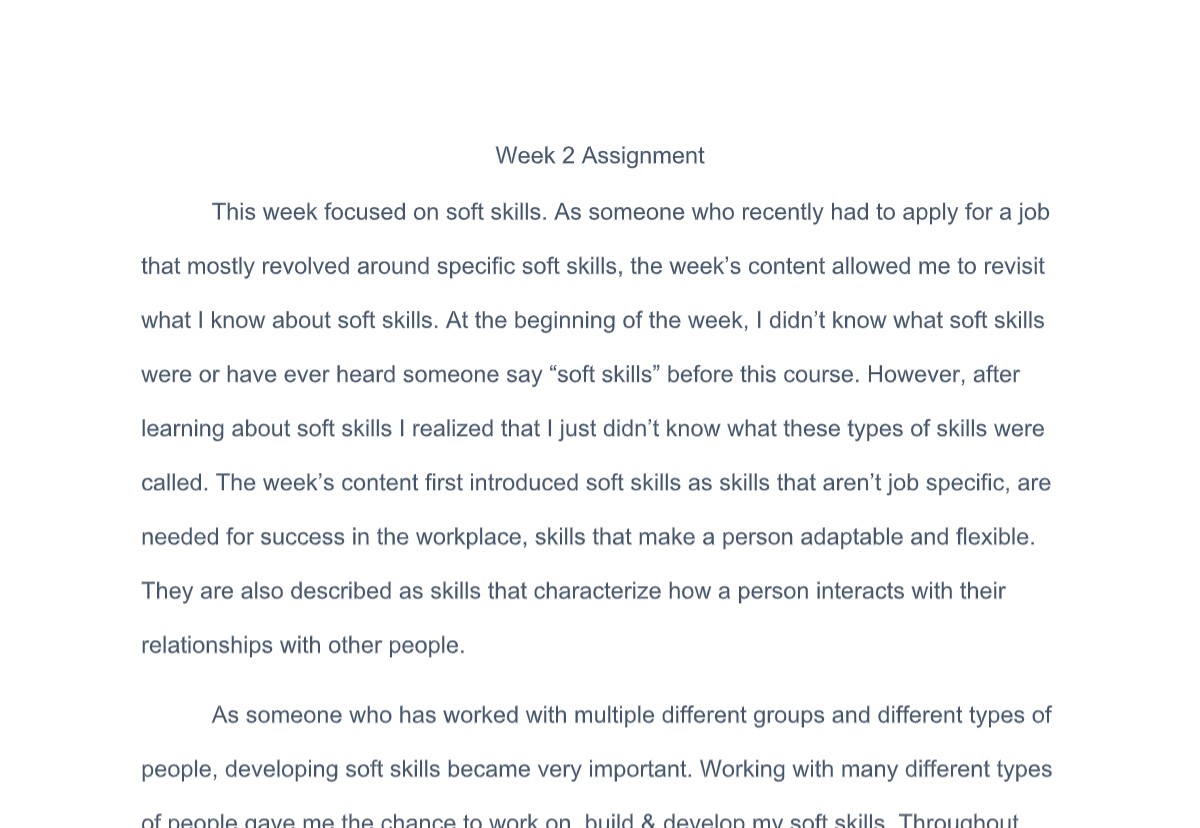 Week 2 Assignment
This week focused on soft skills. As someone who recently had to apply for a job
that mostly revolved around specific soft skills, the week’s content allowed me to revisit
what I know about soft skills. At the beginning of the week, I didn’t know what soft skills
were or have ever heard someone say “soft skills” before this course. However, after
learning about soft skills I realized that I just didn’t know what these types of skills were
called. The week’s content first introduced soft skills as skills that aren’t job specific, are
needed for success in the workplace, skills that make a person adaptable and flexible.
They are also described as skills that characterize how a person interacts with their
relationships with other people.
As someone who has worked with multiple different groups and different types of
people, developing soft skills became very important. Working with many different types
of people gave me the chance to work on, build & develop my soft skills. Throughout